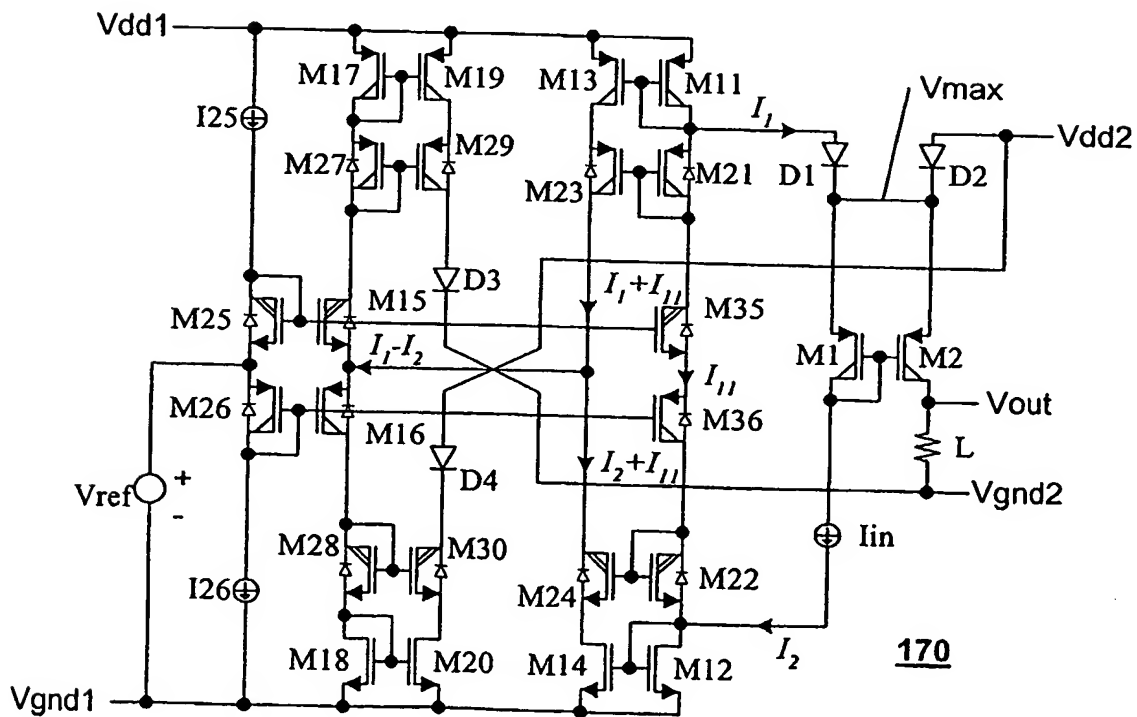 Vdd1
M17
M19
M13
M11
Vmax
I25
I₁
Vdd2
M27
M29
M23
M21
D1
D2
D3
I₁+I₁₁
M25
M15
M35
I₁-I₂
I₁₁
M1
M2
M26
M16
M36
Vout
Vref
+
-
D4
I₂+I₁₁
L
Vgnd2
M28
M30
Iin
I26
M24
M22
M18
M20
M14
M12
I₂
170
Vgnd1